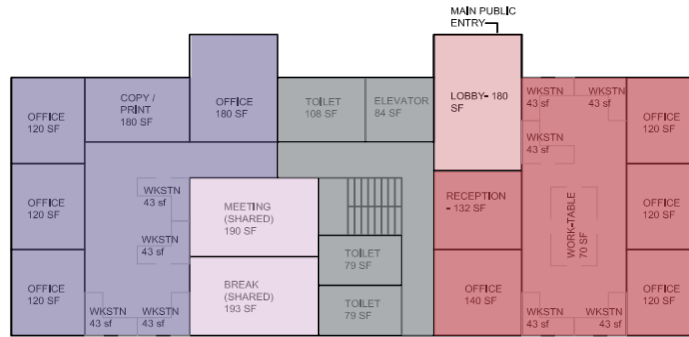 MAIN PUBLIC
ENTRY
OFFICE
120 SF
COPY /
PRINT
180 SF
OFFICE
180 SF
TOILET
108 SF
ELEVATOR
84 SF
LOBBY- 180
SF
WKSTN
43 sf
WKSTN
43 sf
WKSTN
43 sf
OFFICE
120 SF
OFFICE
120 SF
WKSTN
43 sf
WKSTN
43 sf
MEETING
(SHARED)
190 SF
RECEPTION
- 132 SF
WORK-TABLE
70 SF
OFFICE
120 SF
OFFICE
120 SF
WKSTN
43 sf
WKSTN
43 sf
BREAK
(SHARED)
193 SF
TOILET
79 SF
TOILET
79 SF
OFFICE
140 SF
WKSTN
43 sf
WKSTN
43 sf
OFFICE
120 SF